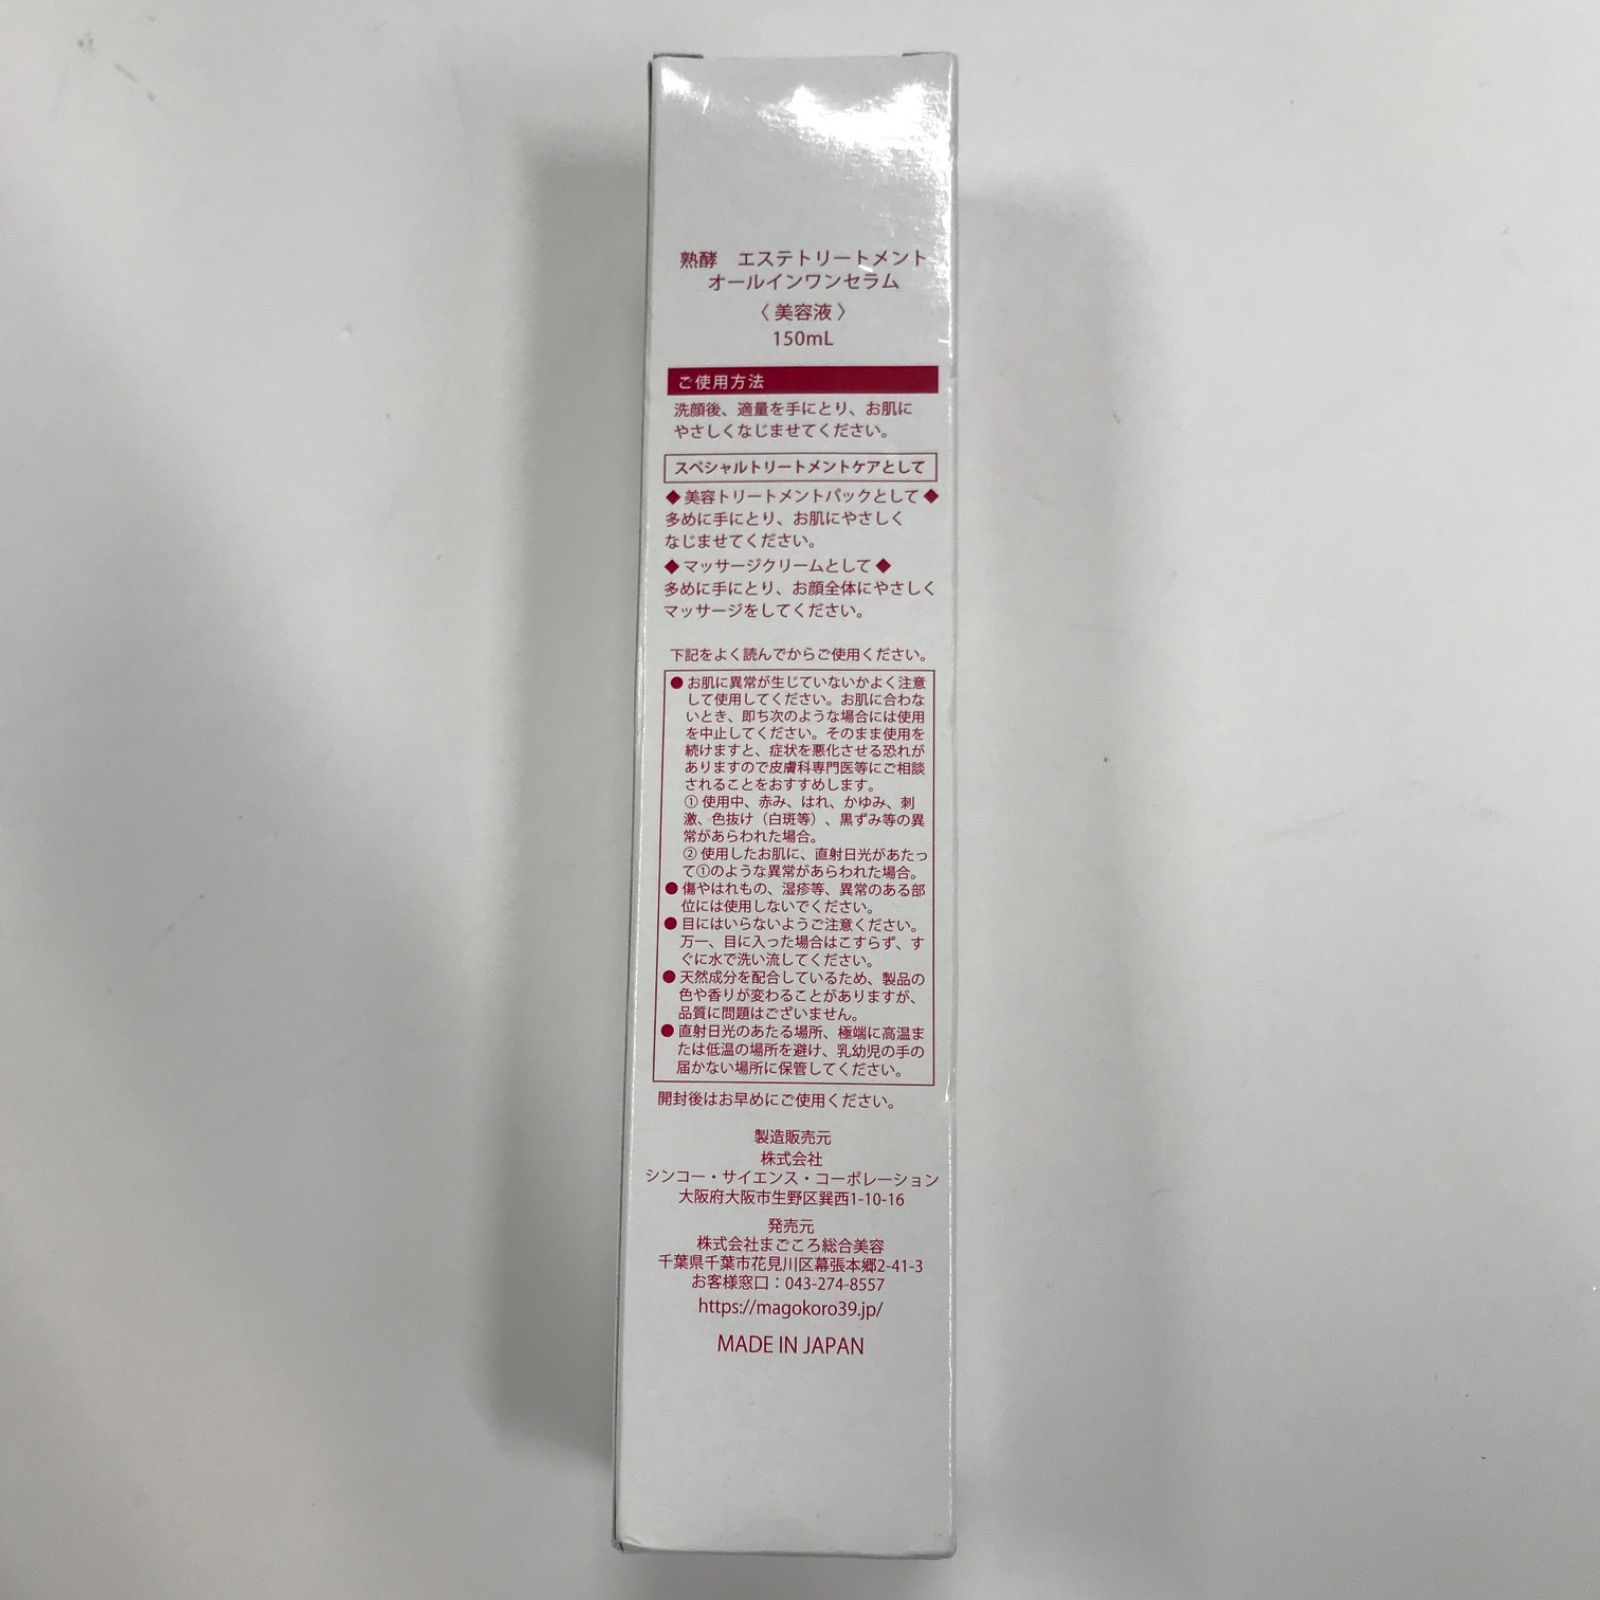 熟酵　エステトリートメント
オールインワンセラム
〈 美容液 〉
150mL
ご使用方法
洗顔後、適量を手にとり、お肌に
やさしくなじませてください。
スペシャルトリートメントケアとして
◆ 美容トリートメントパックとして ◆
多めに手にとり、お肌にやさしく
なじませてください。
◆ マッサージクリームとして ◆
多めに手にとり、お顔全体にやさしく
マッサージをしてください。
下記をよく読んでからご使用ください。
● お肌に異常が生じていないかよく注意
して使用してください。お肌に合わな
いとき、即ち次のような場合には使用
を中止してください。そのまま使用を
続けますと、症状を悪化させる恐れが
ありますので皮膚科専門医等にご相談
されることをおすすめします。
① 使用中、赤み、はれ、かゆみ、刺
激、色抜け（白斑等）、黒ずみ等の異
常があらわれた場合。
② 使用したお肌に、直射日光があたっ
て①のような異常があらわれた場合。
● 傷やはれもの、湿疹等、異常のある部
位には使用しないでください。
● 目にはいらないようご注意ください。
万一、目に入った場合はこすらず、す
ぐに水で洗い流してください。
● 天然成分を配合しているため、製品の
色や香りが変わることがありますが、
品質に問題はございません。
● 直射日光のあたる場所、極端に高温ま
たは低温の場所を避け、乳幼児の手の
届かない場所に保管してください。
開封後はお早めにご使用ください。
製造販売元
株式会社
シンコー・サイエンス・コーポレーション
大阪府大阪市生野区巽西1-10-16
発売元
株式会社まごころ総合美容
千葉県千葉市花見川区幕張本郷2-41-3
お客様窓口：043-274-8557
https://magokoro39.jp/
MADE IN JAPAN